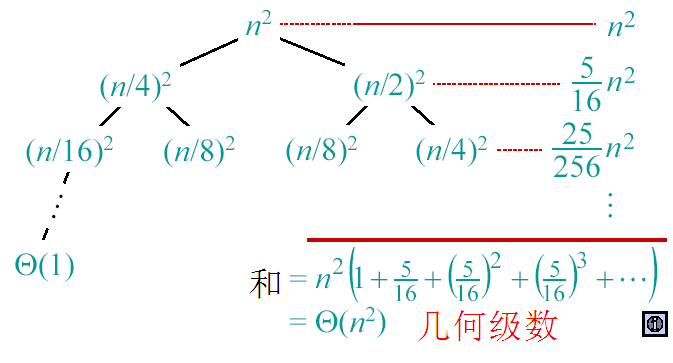 n² n²
(n/4)² (n/2)² 5/16 n²
(n/16)² (n/8)² (n/8)² (n/4)² 25/256 n²
⋮ ⋮
Θ(1)
和 = n²(1 + 5/16 + (5/16)² + (5/16)³ + ⋯)
= Θ(n²) 几何级数